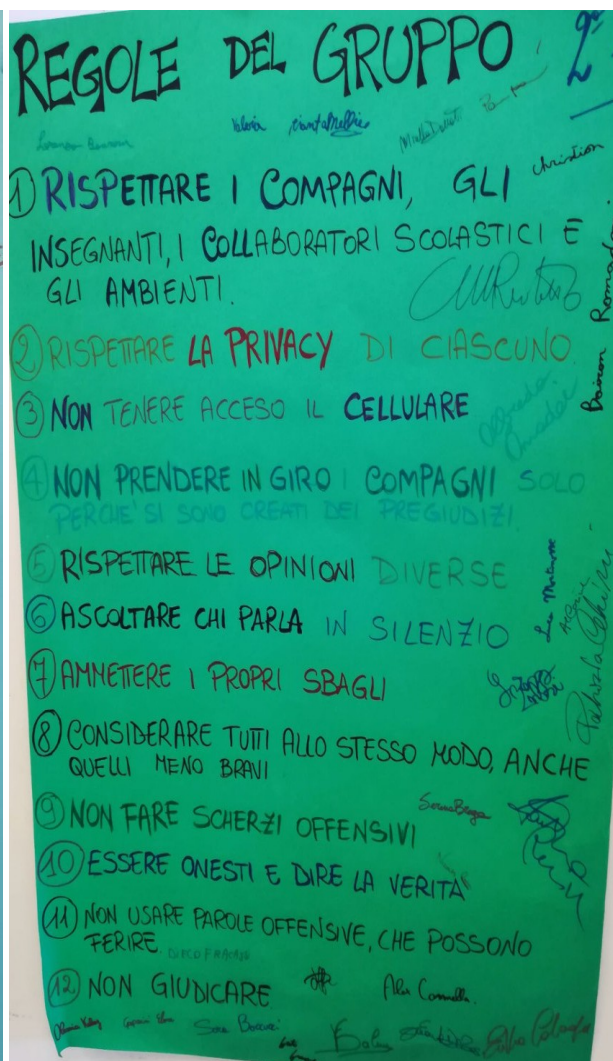 REGOLE DEL GRUPPO
2ª
Valeria
Christian
1) RISPETTARE I COMPAGNI, GLI
INSEGNANTI, I COLLABORATORI SCOLASTICI E
GLI AMBIENTI.
2) RISPETTARE LA PRIVACY DI CIASCUNO.
3) NON TENERE ACCESO IL CELLULARE
4) NON PRENDERE IN GIRO I COMPAGNI SOLO
PERCHE' SI SONO CREATI DEI PREGIUDIZI.
5) RISPETTARE LE OPINIONI DIVERSE
6) ASCOLTARE CHI PARLA IN SILENZIO
7) AMMETTERE I PROPRI SBAGLI
8) CONSIDERARE TUTTI ALLO STESSO MODO, ANCHE
QUELLI MENO BRAVI
9) NON FARE SCHERZI OFFENSIVI
10) ESSERE ONESTI E DIRE LA VERITA'
11) NON USARE PAROLE OFFENSIVE, CHE POSSONO
FERIRE.
12) NON GIUDICARE